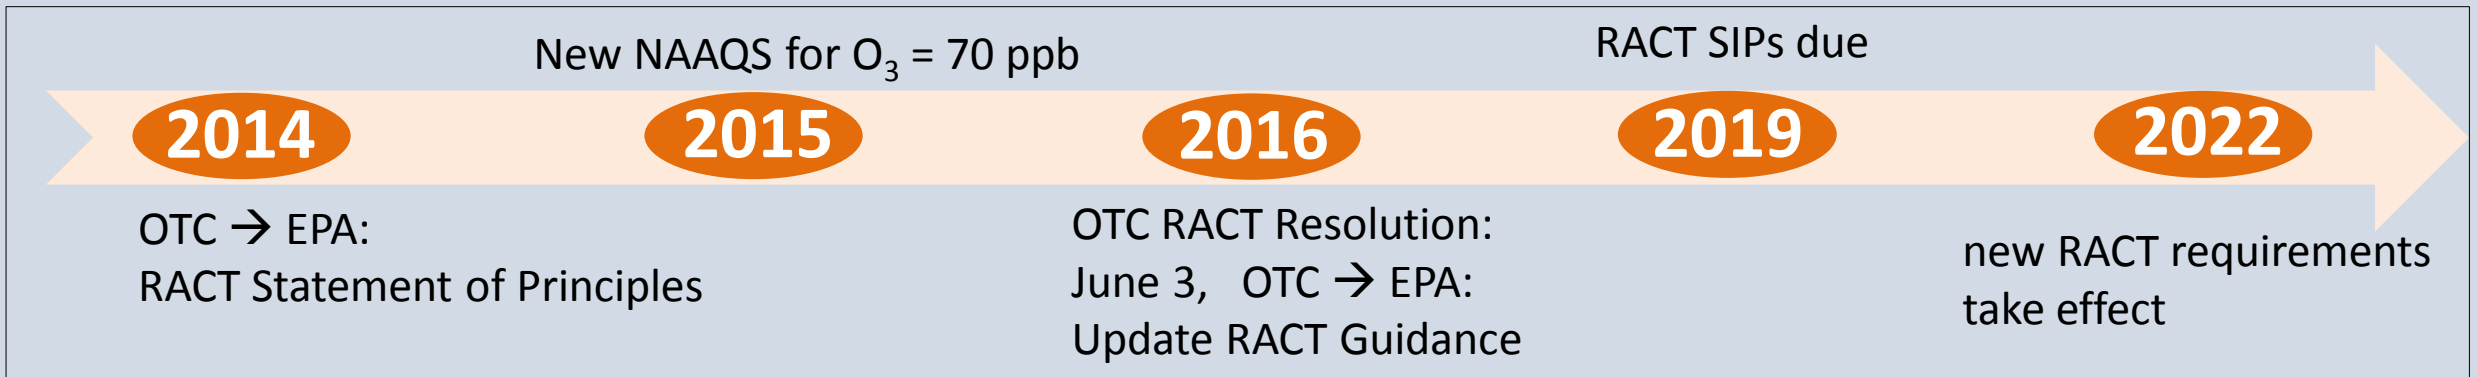 New NAAQS for O₃ = 70 ppb
RACT SIPs due
2014
2015
2016
2019
2022
OTC → EPA:
RACT Statement of Principles
OTC RACT Resolution:
June 3, OTC → EPA:
Update RACT Guidance
new RACT requirements
take effect